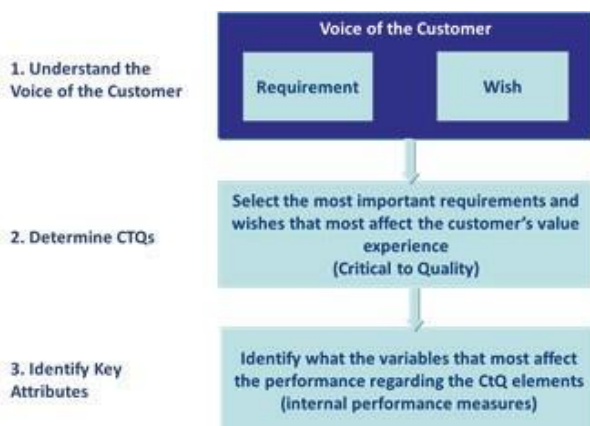 Voice of the Customer
1. Understand the
Voice of the Customer
Requirement
Wish
Select the most important requirements and
wishes that most affect the customer's value
experience
(Critical to Quality)
2. Determine CTQs
3. Identify Key
Attributes
Identify what the variables that most affect
the performance regarding the CtQ elements
(internal performance measures)